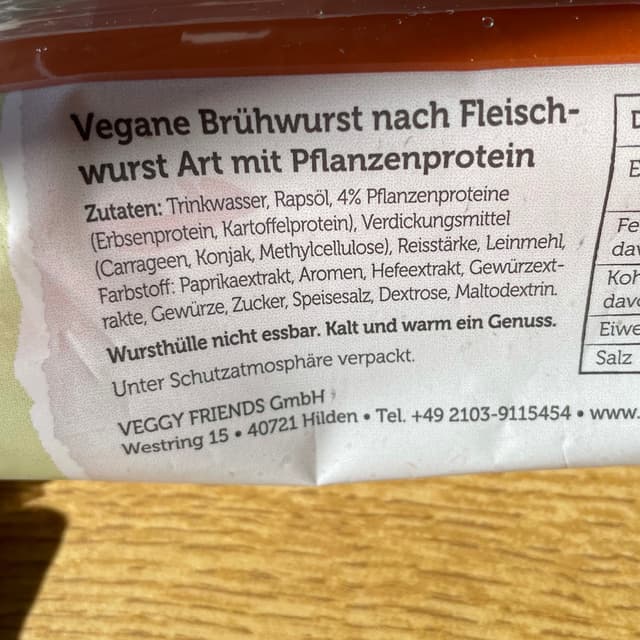 Vegane Brühwurst nach Fleisch-
wurst Art mit Pflanzenprotein
Zutaten: Trinkwasser, Rapsöl, 4% Pflanzenproteine
(Erbsenprotein, Kartoffelprotein), Verdickungsmittel
(Carrageen, Konjak, Methylcellulose), Reisstärke, Leinmehl,
Farbstoff: Paprikaextrakt, Aromen, Hefeextrakt, Gewürzext-
rakte, Gewürze, Zucker, Speisesalz, Dextrose, Maltodextrin.
Wursthülle nicht essbar. Kalt und warm ein Genuss.
Unter Schutzatmosphäre verpackt.
VEGGY FRIENDS GmbH
Westring 15 • 40721 Hilden • Tel. +49 2103-9115454 • www.
Fe
dav
Koh
davo
Eiwe
Salz